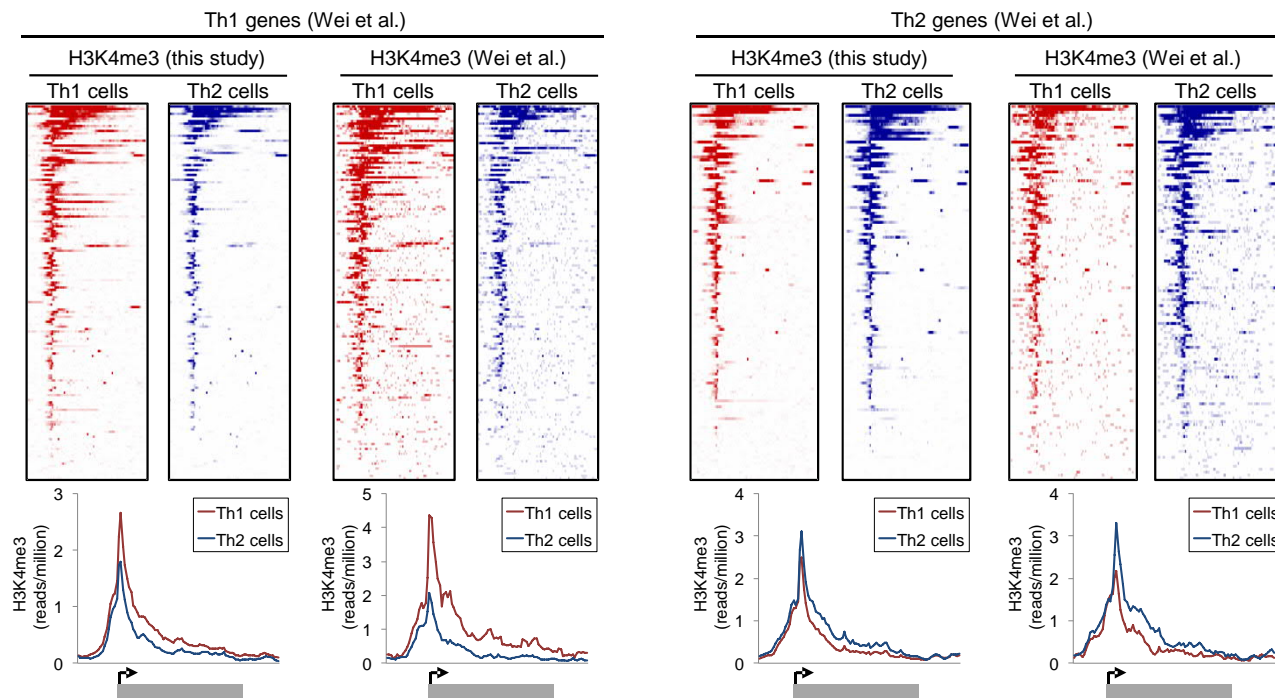 Th1 genes (Wei et al.)
H3K4me3 (this study)
H3K4me3 (Wei et al.)
Th1 cells
Th2 cells
Th1 cells
Th2 cells
Th2 genes (Wei et al.)
H3K4me3 (this study)
H3K4me3 (Wei et al.)
Th1 cells
Th2 cells
Th1 cells
Th2 cells
H3K4me3
(reads/million)
3
2
1
0
Th1 cells
Th2 cells
H3K4me3
(reads/million)
5
4
3
2
1
0
Th1 cells
Th2 cells
H3K4me3
(reads/million)
4
3
2
1
0
Th1 cells
Th2 cells
H3K4me3
(reads/million)
4
3
2
1
0
Th1 cells
Th2 cells